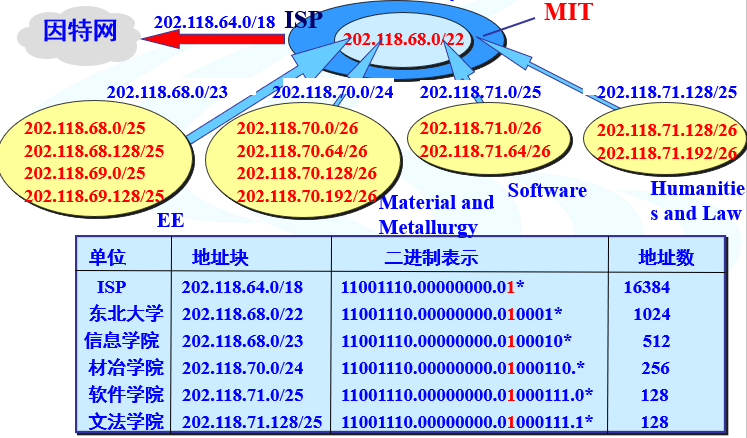 因特网
202.118.64.0/18
ISP
MIT
202.118.68.0/22
202.118.68.0/23
202.118.70.0/24
202.118.71.0/25
202.118.71.128/25
202.118.68.0/25
202.118.68.128/25
202.118.69.0/25
202.118.69.128/25
EE
202.118.70.0/26
202.118.70.64/26
202.118.70.128/26
202.118.70.192/26
Material and
Metallurgy
202.118.71.0/26
202.118.71.64/26
Software
202.118.71.128/26
202.118.71.192/26
Humanitie
s and Law
单位 地址块 二进制表示 地址数
ISP 202.118.64.0/18 11001110.00000000.01* 16384
东北大学 202.118.68.0/22 11001110.00000000.010001* 1024
信息学院 202.118.68.0/23 11001110.00000000.0100010* 512
材冶学院 202.118.70.0/24 11001110.00000000.01000110.* 256
软件学院 202.118.71.0/25 11001110.00000000.01000111.0* 128
文法学院 202.118.71.128/25 11001110.00000000.01000111.1* 128